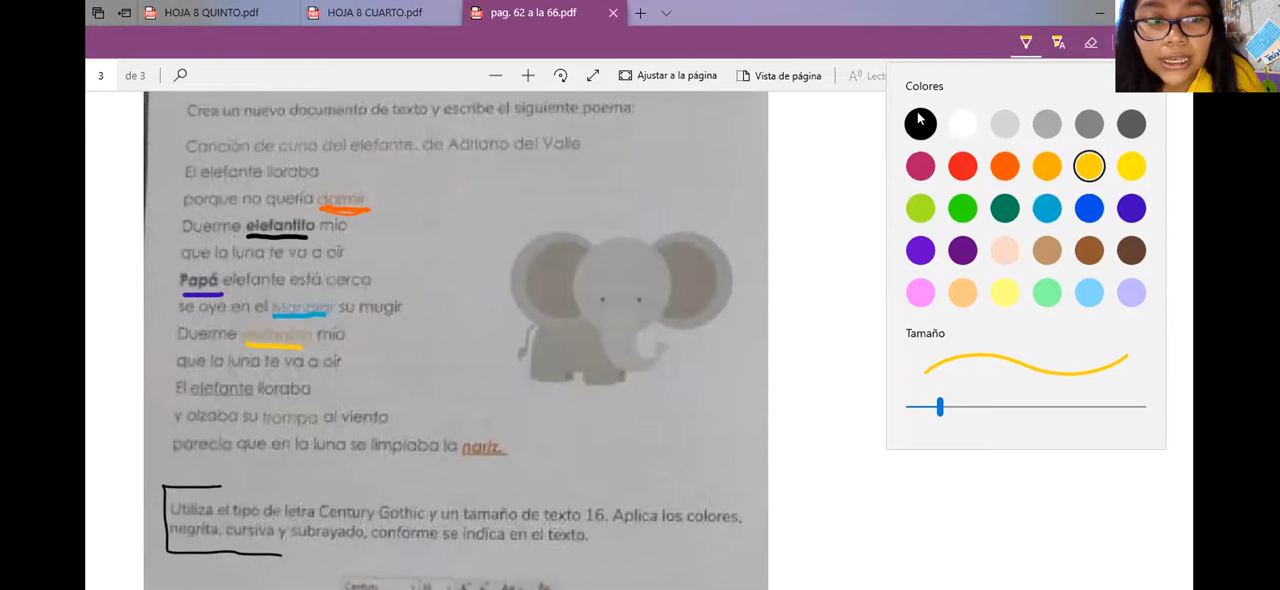 HOJA 8 QUINTO.pdf
HOJA 8 CUARTO.pdf
pag. 62 a la 66.pdf
3 de 3
Ajustar a la página
Vista de página
Lect
Crea un nuevo documento de texto y escribe el siguiente poema:
Canción de cuna del elefante, de Adriano del Valle
El elefante lloraba
porque no quería dormir
Duerme elefantito mío
que la luna te va a oír
Papá elefante está cerca
se oye en el Manglar su mugir
Duerme elefantito mío
que la luna te va a oír
El elefante lloraba
y alzaba su trompa al viento
parecía que en la luna se limpiaba la nariz.
Utiliza el tipo de letra Century Gothic y un tamaño de texto 16. Aplica los colores,
negrita, cursiva y subrayado, conforme se indica en el texto.
Colores
Tamaño